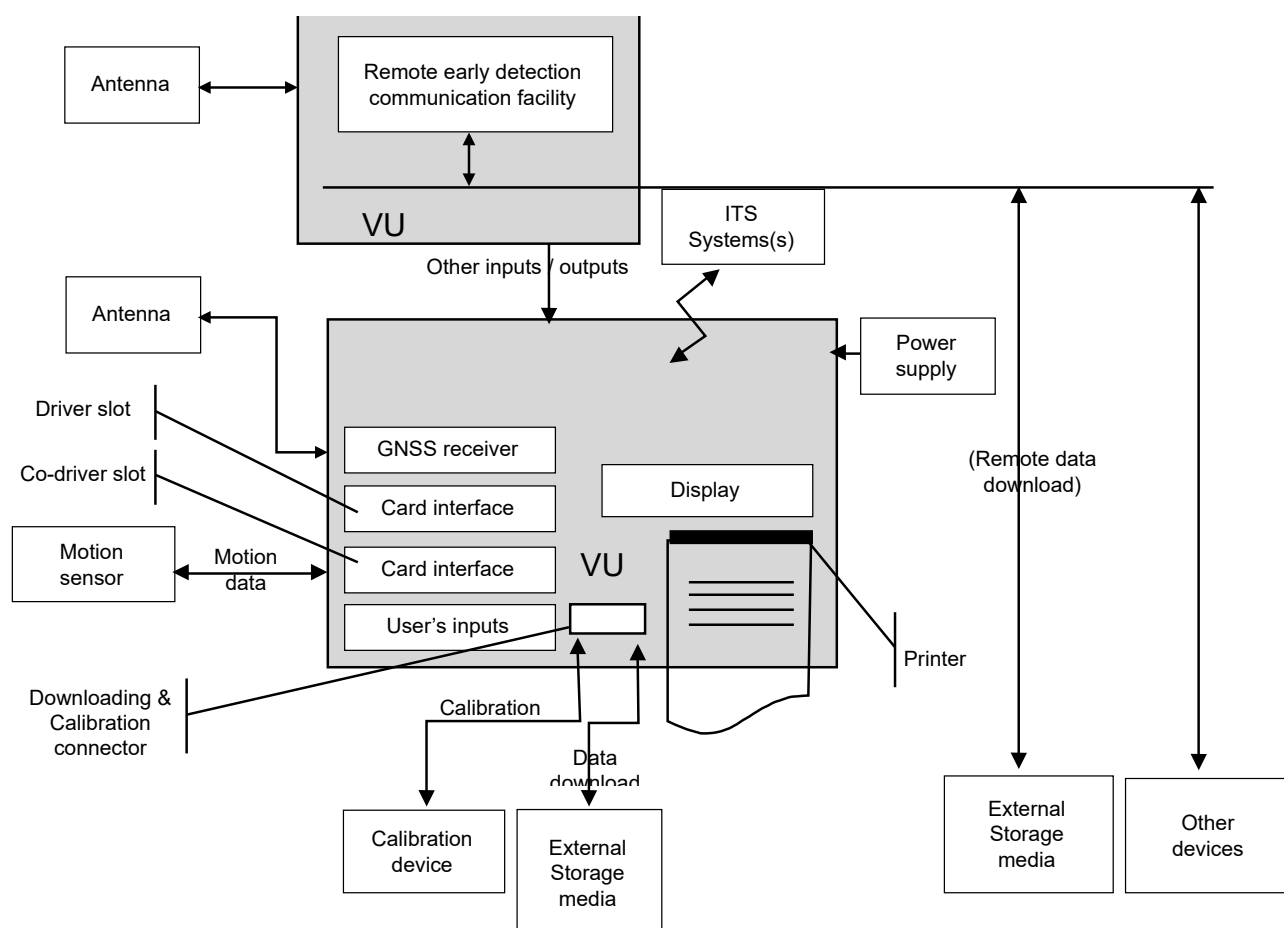 Antenna
Remote early detection
communication facility
VU
ITS
Systems(s)
Other inputs / outputs
Antenna
Power
supply
Driver slot
GNSS receiver
Co-driver slot
(Remote data
download)
Display
Card interface
Motion
sensor
Motion
data
Card interface
VU
User’s inputs
Printer
Downloading &
Calibration
connector
Calibration
Data
download
Calibration
device
External
Storage
media
External
Storage
media
Other
devices